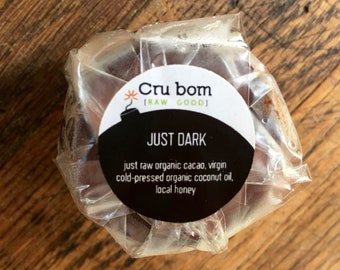 Cru bom
[RAW GOOD]
JUST DARK
just raw organic cacao, virgin
cold-pressed organic coconut oil,
local honey